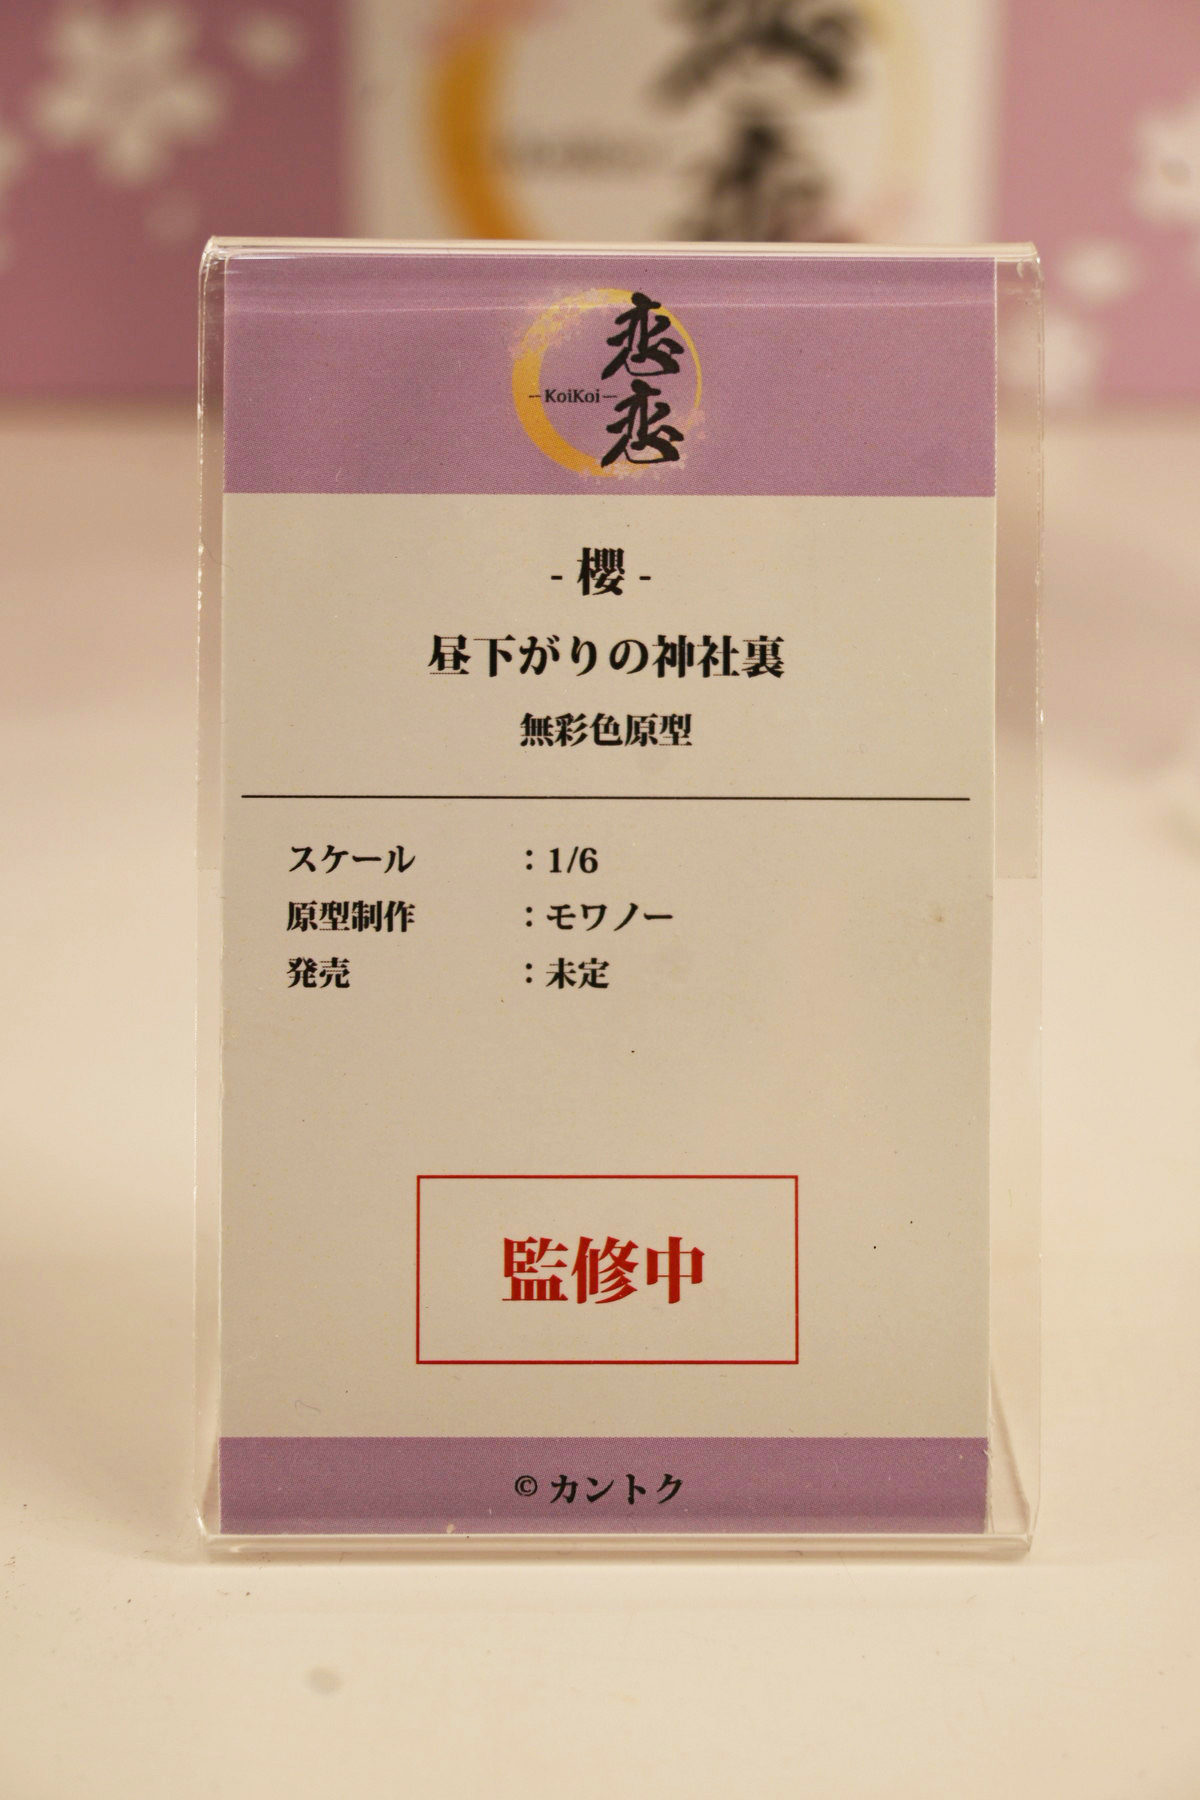 恋恋
-KoiKoi-
- 櫻 -
昼下がりの神社裏
無彩色原型
スケール : 1/6
原型制作 : モワノー
発売 : 未定
監修中
© カントク